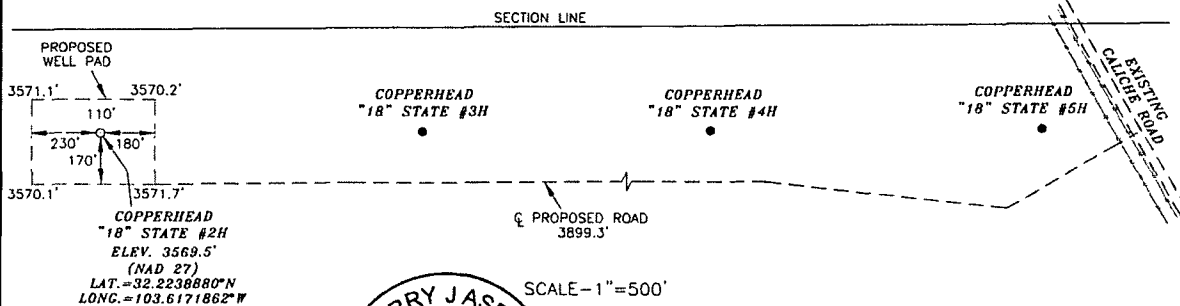 SECTION LINE
PROPOSED
WELL PAD
3571.1'
3570.2'
110'
230'
180'
170'
3570.1'
3571.7'
COPPERHEAD
"18" STATE #2H
ELEV. 3569.5'
(NAD 27)
LAT.=32.2238880°N
LONG.=103.6171862°W
COPPERHEAD
"18" STATE #3H
COPPERHEAD
"18" STATE #4H
COPPERHEAD
"18" STATE #5H
EXISTING
CALICHE ROAD
℄ PROPOSED ROAD
3899.3'
SCALE-1"=500'